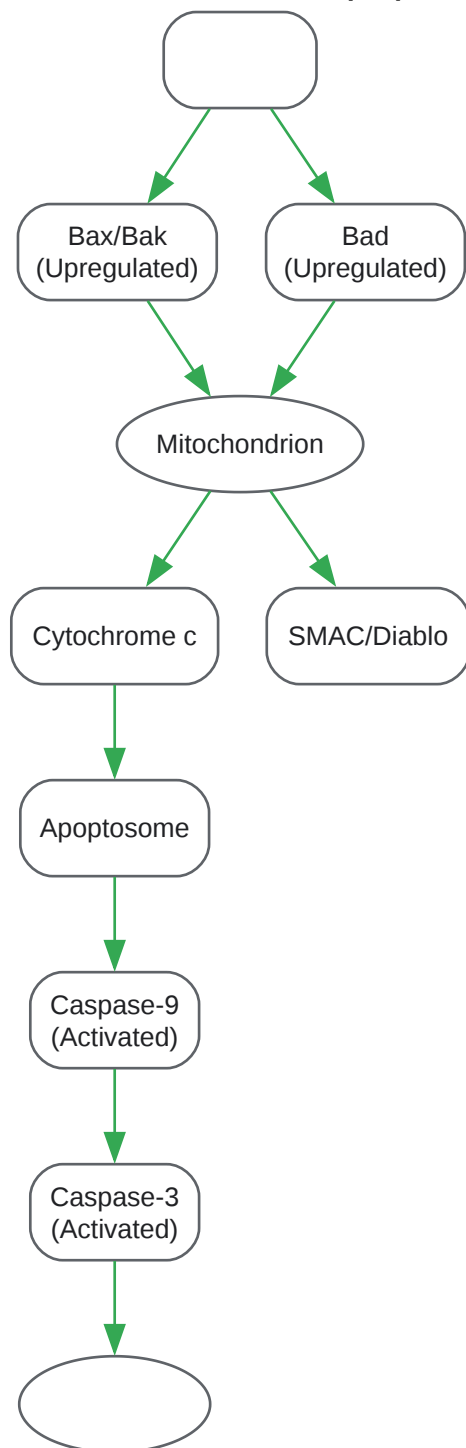 Bax/Bak
(Upregulated)
Bad
(Upregulated)
Mitochondrion
Cytochrome c
SMAC/Diablo
Apoptosome
Caspase-9
(Activated)
Caspase-3
(Activated)